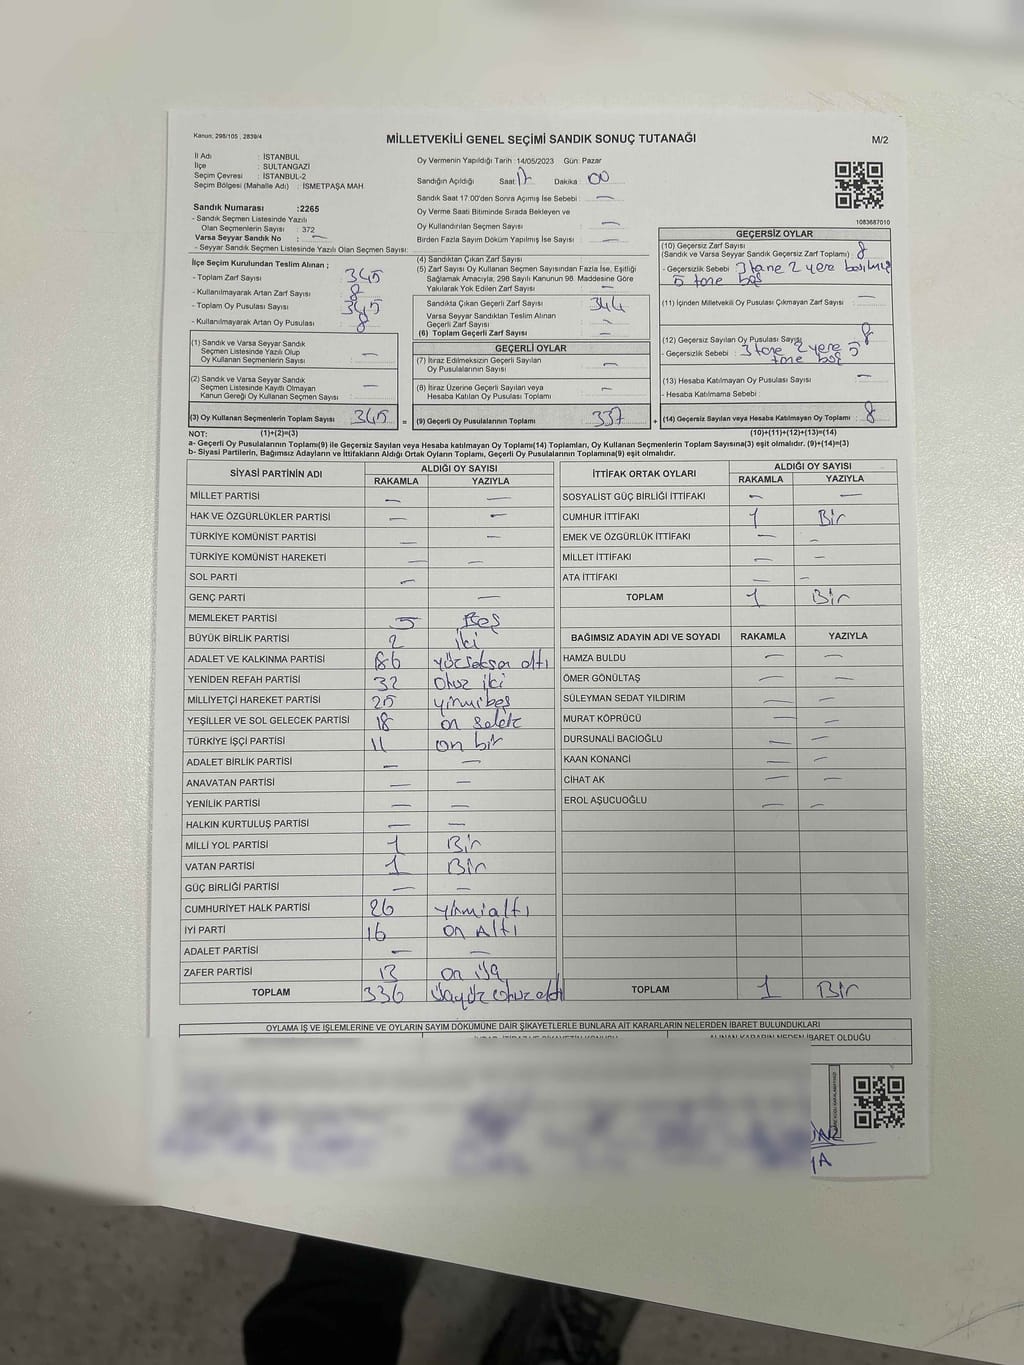 Kanun; 298/105 , 2839/4
MİLLETVEKİLİ GENEL SEÇİMİ SANDIK SONUÇ TUTANAĞI
M/2
İl Adı : İSTANBUL
İlçe : SULTANGAZİ
Seçim Çevresi : İSTANBUL-2
Seçim Bölgesi (Mahalle Adı) : İSMETPAŞA MAH.
Sandık Numarası :2265
- Sandık Seçmen Listesinde Yazılı
Olan Seçmenlerin Sayısı : 372
Varsa Seyyar Sandık No : —
- Seyyar Sandık Seçmen Listesinde Yazılı Olan Seçmen Sayısı:
İlçe Seçim Kurulundan Teslim Alınan ;
- Toplam Zarf Sayısı : 345
- Kullanılmayarak Artan Zarf Sayısı : 8
- Toplam Oy Pusulası Sayısı : 345
- Kullanılmayarak Artan Oy Pusulası : 8
(1) Sandık ve Varsa Seyyar Sandık
Seçmen Listesinde Yazılı Olup
Oy Kullanan Seçmenlerin Sayısı : —
(2) Sandık ve Varsa Seyyar Sandık
Seçmen Listesinde Kayıtlı Olmayan
Kanun Gereği Oy Kullanan Seçmen Sayısı : —
(3) Oy Kullanan Seçmenlerin Toplam Sayısı : 345
Oy Vermenin Yapıldığı Tarih :14/05/2023 Gün: Pazar
Sandığın Açıldığı Saat: 17 Dakika: 00
Sandık Saat 17.00'den Sonra Açımış İse Sebebi : —
Oy Verme Saati Bitiminde Sırada Bekleyen ve
Oy Kullandırılan Seçmen Sayısı : —
Birden Fazla Sayım Döküm Yapılmış İse Sayısı : —
(4) Sandıktan Çıkan Zarf Sayısı :
(5) Zarf Sayısı Oy Kullanan Seçmen Sayısından Fazla İse, Eşitliği
Sağlamak Amacıyla; 298 Sayılı Kanunun 98. Maddesine Göre
Yakılarak Yok Edilen Zarf Sayısı : —
Sandıkta Çıkan Geçerli Zarf Sayısı : 344
Varsa Seyyar Sandıktan Teslim Alınan
Geçerli Zarf Sayısı : —
(6) Toplam Geçerli Zarf Sayısı : —
GEÇERLİ OYLAR
(7) İtiraz Edilmeksizin Geçerli Sayılan
Oy Pusulasının Sayısı : —
(8) İtiraz Üzerine Geçerli Sayılan veya
Hesaba Katılan Oy Pusulası Toplamı : —
= (9) Geçerli Oy Pusulalarının Toplamı : 337
1083687010
GEÇERSİZ OYLAR
(10) Geçersiz Zarf Sayısı : 8
(Sandık ve Varsa Seyyar Sandık Geçersiz Zarf Toplamı)
- Geçersizlik Sebebi : 3 tane 2 yere basılmış
5 tane boş
(11) İçinden Milletvekili Oy Pusulası Çıkmayan Zarf Sayısı : —
(12) Geçersiz Sayılan Oy Pusulası Sayısı : 8
- Geçersizlik Sebebi : 3 tane 2 yere 5
tane boş
(13) Hesaba Katılmayan Oy Pusulası Sayısı : —
- Hesaba Katılmama Sebebi :
+ (14) Geçersiz Sayılan veya Hesaba Katılmayan Oy Toplamı : 8
NOT: (1)+(2)=(3)
(10)+(11)+(12)+(13)=(14)
a- Geçerli Oy Pusulalarının Toplamı(9) ile Geçersiz Sayılan veya Hesaba katılmayan Oy Toplamı(14) Toplamları, Oy Kullanan Seçmenlerin Toplam Sayısına(3) eşit olmalıdır. (9)+(14)=(3)
b- Siyasi Partilerin, Bağımsız Adayların ve İttifakların Aldığı Ortak Oyların Toplamı, Geçerli Oy Pusulalarının Toplamına(9) eşit olmalıdır.
SİYASİ PARTİNİN ADI ALDIĞI OY SAYISI
RAKAMLA YAZIYLA
MİLLET PARTİSİ — —
HAK VE ÖZGÜRLÜKLER PARTİSİ — —
TÜRKİYE KOMÜNİST PARTİSİ — —
TÜRKİYE KOMÜNİST HAREKETİ — —
SOL PARTİ —
GENÇ PARTİ —
MEMLEKET PARTİSİ 5 Beş
BÜYÜK BİRLİK PARTİSİ 2 iki
ADALET VE KALKINMA PARTİSİ 86 altı
YENİDEN REFAH PARTİSİ 32 Otuz iki
MİLLİYETÇİ HAREKET PARTİSİ 25 yirmibeş
YEŞİLLER VE SOL GELECEK PARTİSİ 18 on sekiz
TÜRKİYE İŞÇİ PARTİSİ 11 on bir
ADALET BİRLİK PARTİSİ — —
ANAVATAN PARTİSİ — —
YENİLİK PARTİSİ — —
HALKIN KURTULUŞ PARTİSİ — —
MİLLİ YOL PARTİSİ 1 Bir
VATAN PARTİSİ 1 Bir
GÜÇ BİRLİĞİ PARTİSİ — —
CUMHURİYET HALK PARTİSİ 26 yirmialtı
İYİ PARTİ 16 on Altı
ADALET PARTİSİ — —
ZAFER PARTİSİ 13 on üç
TOPLAM 336 üçyüz otuz altı
İTTİFAK ORTAK OYLARI ALDIĞI OY SAYISI
RAKAMLA YAZIYLA
SOSYALİST GÜÇ BİRLİĞİ İTTİFAKI — —
CUMHUR İTTİFAKI 1 Bir
EMEK VE ÖZGÜRLÜK İTTİFAKI — —
MİLLET İTTİFAKI — —
ATA İTTİFAKI — —
TOPLAM 1 Bir
BAĞIMSIZ ADAYIN ADI VE SOYADI RAKAMLA YAZIYLA
HAMZA BULDU — —
ÖMER GÖNÜLTAŞ — —
SÜLEYMAN SEDAT YILDIRIM — —
MURAT KÖPRÜCÜ — —
DURSUNALİ BACIOĞLU — —
KAAN KONANCİ — —
CİHAT AK — —
EROL AŞUCUOĞLU — —
TOPLAM 1 Bir
OYLAMA İŞ VE İŞLEMLERİNE VE OYLARIN SAYIM DÖKÜMÜNE DAİR ŞİKAYETLERLE BUNLARA AİT KARARLARIN NELERDEN İBARET BULUNDUKLARI
ALINAN KARARIN NEDEN İBARET OLDUĞU